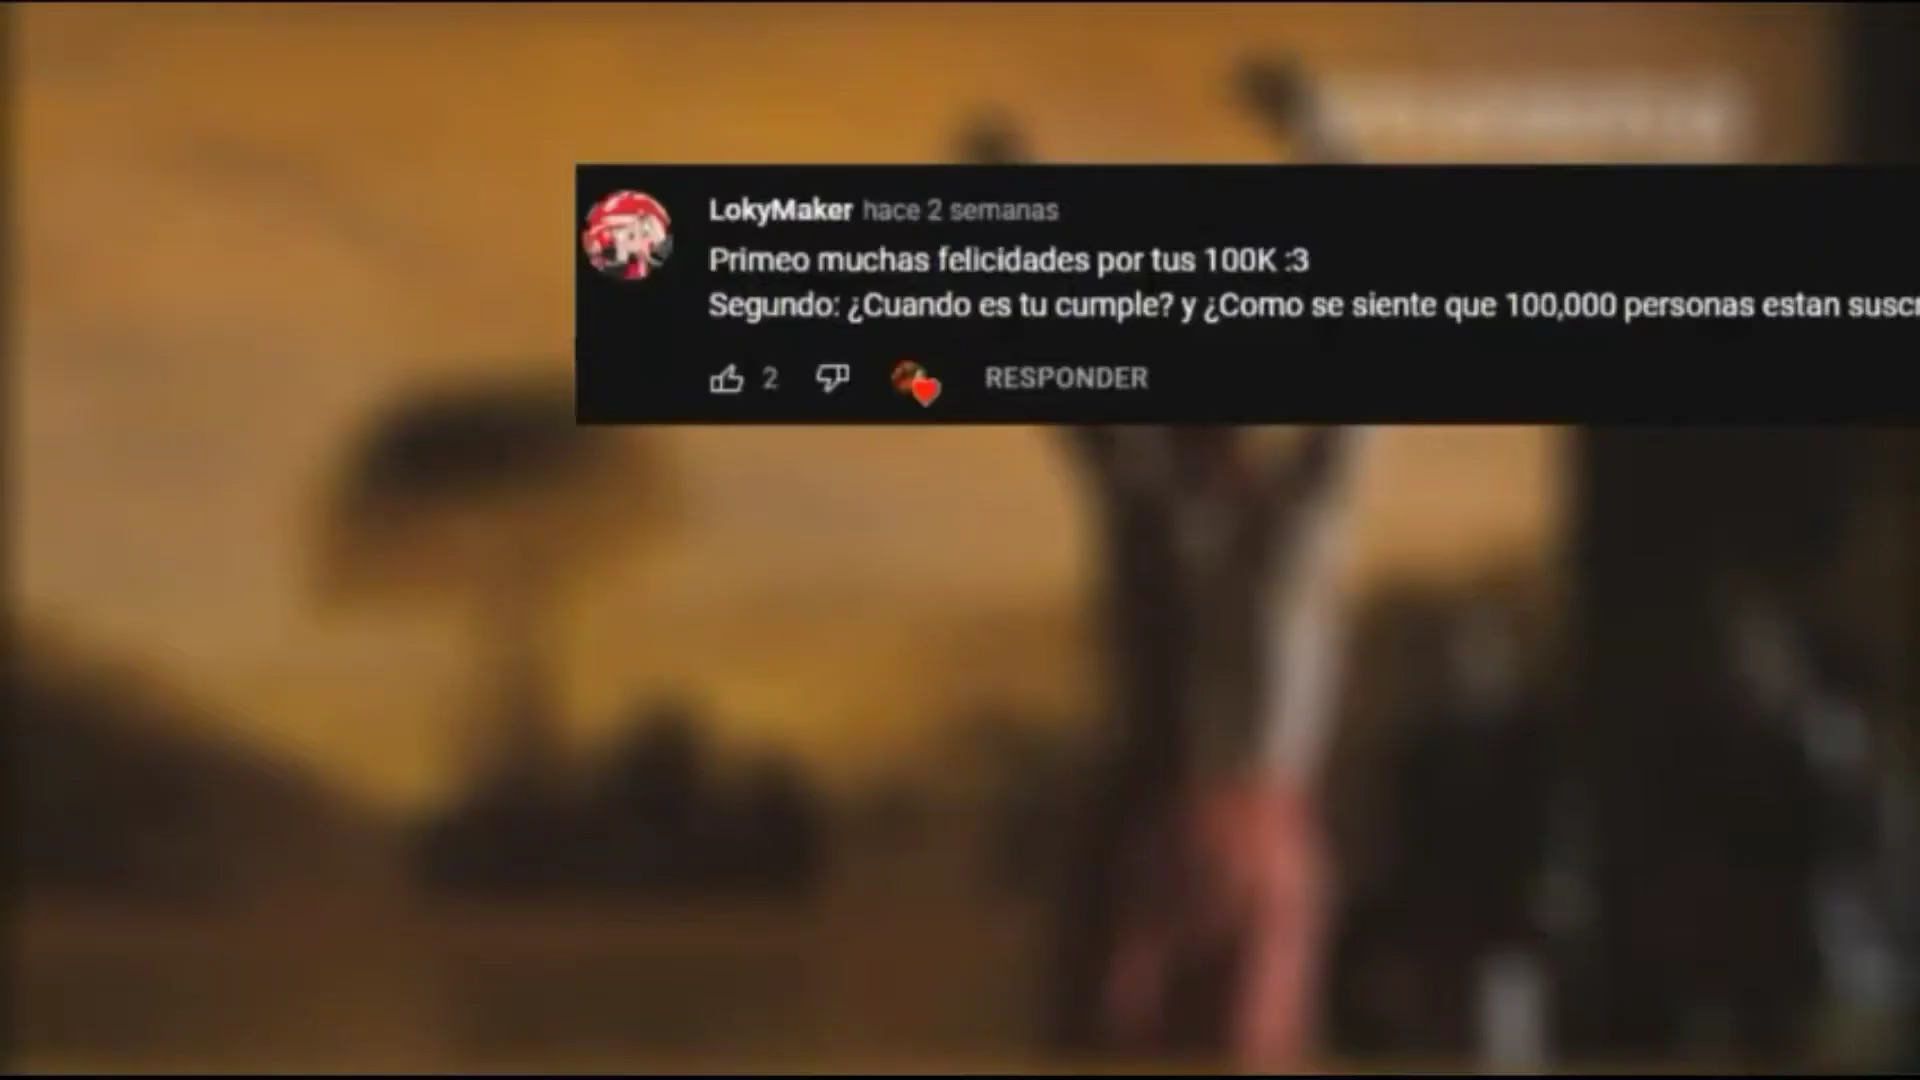 LokyMaker hace 2 semanas
Primeo muchas felicidades por tus 100K :3
Segundo: ¿Cuando es tu cumple? y ¿Como se siente que 100,000 personas estan suscr
2 RESPONDER